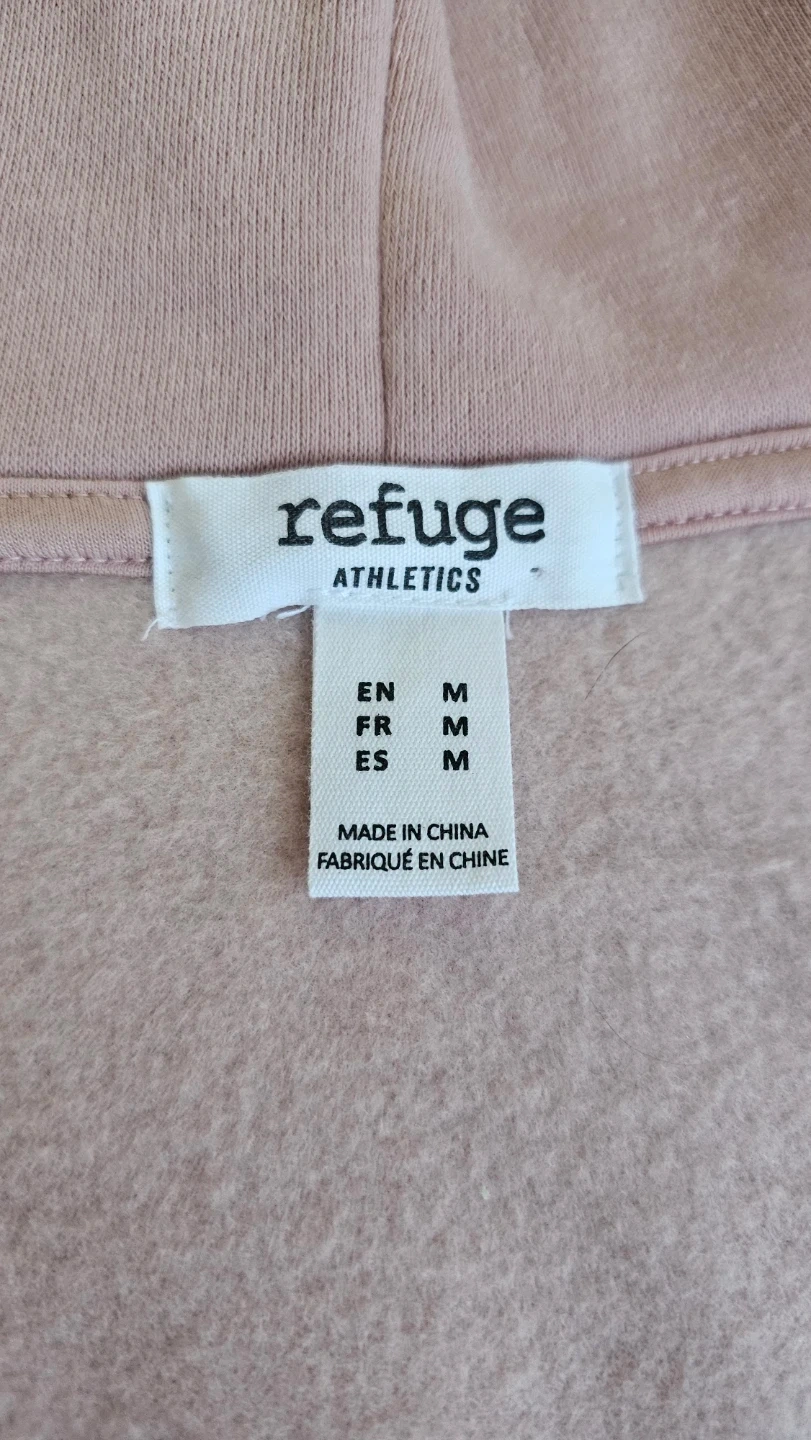 refuge
ATHLETICS
EN M
FR M
ES M
MADE IN CHINA
FABRIQUÉ EN CHINE